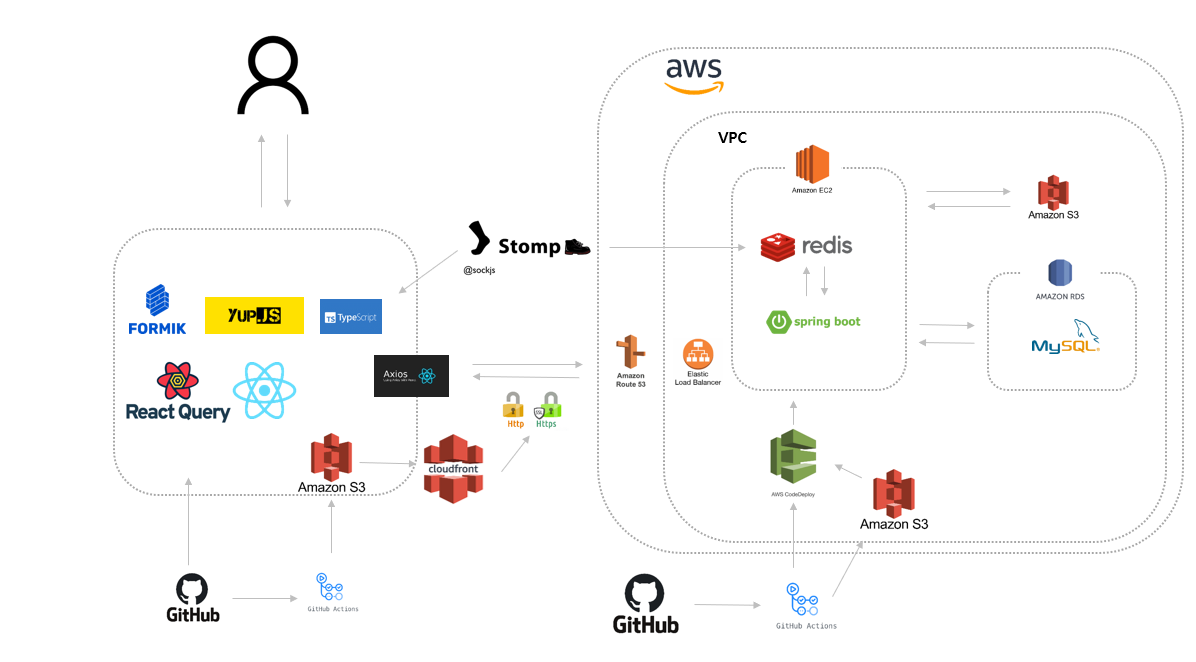 aws
VPC
Amazon EC2
Amazon S3
Stomp
@sockjs
redis
AMAZON RDS
FORMIK
YUP.JS
TS TypeScript
spring boot
MySQL
Amazon
Route 53
Elastic
Load Balancer
Axios
React Query
SSL
Http
Https
cloudfront
Amazon S3
AWS CodeDeploy
Amazon S3
GitHub
GitHub Actions
GitHub
GitHub Actions